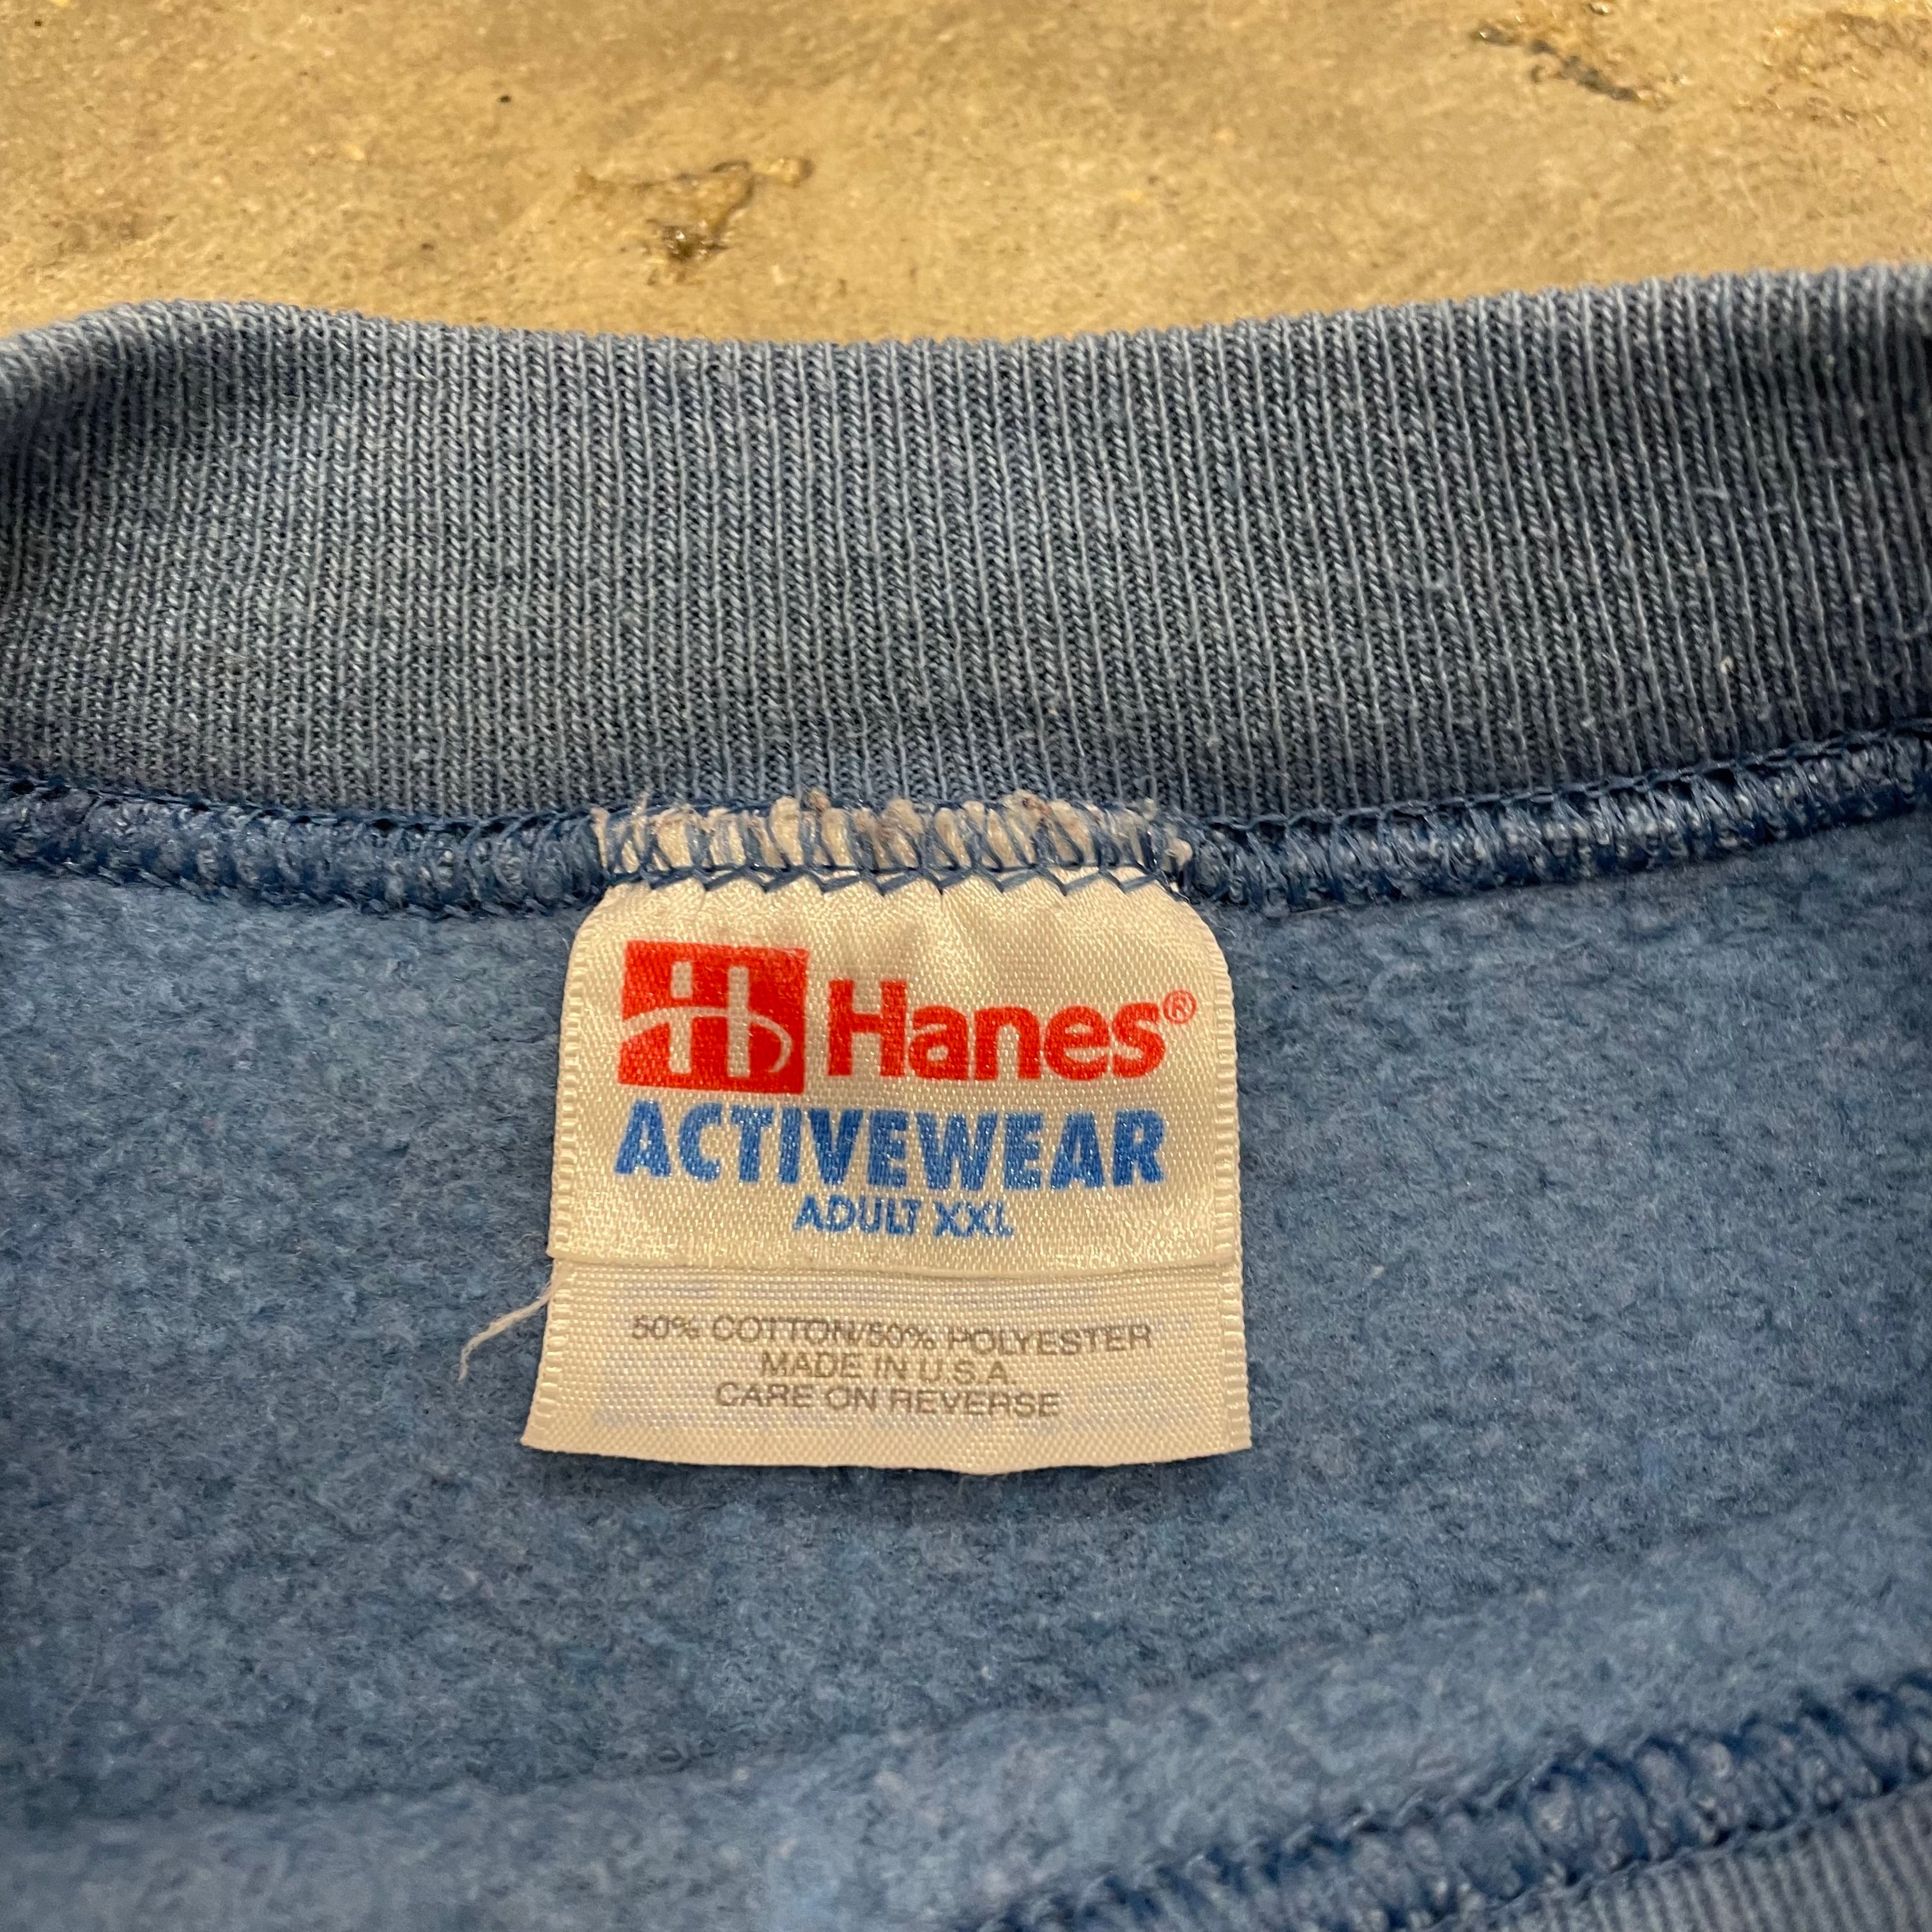 Hanes®
ACTIVEWEAR
ADULT XXL
50% COTTON/50% POLYESTER
MADE IN U.S.A.
CARE ON REVERSE